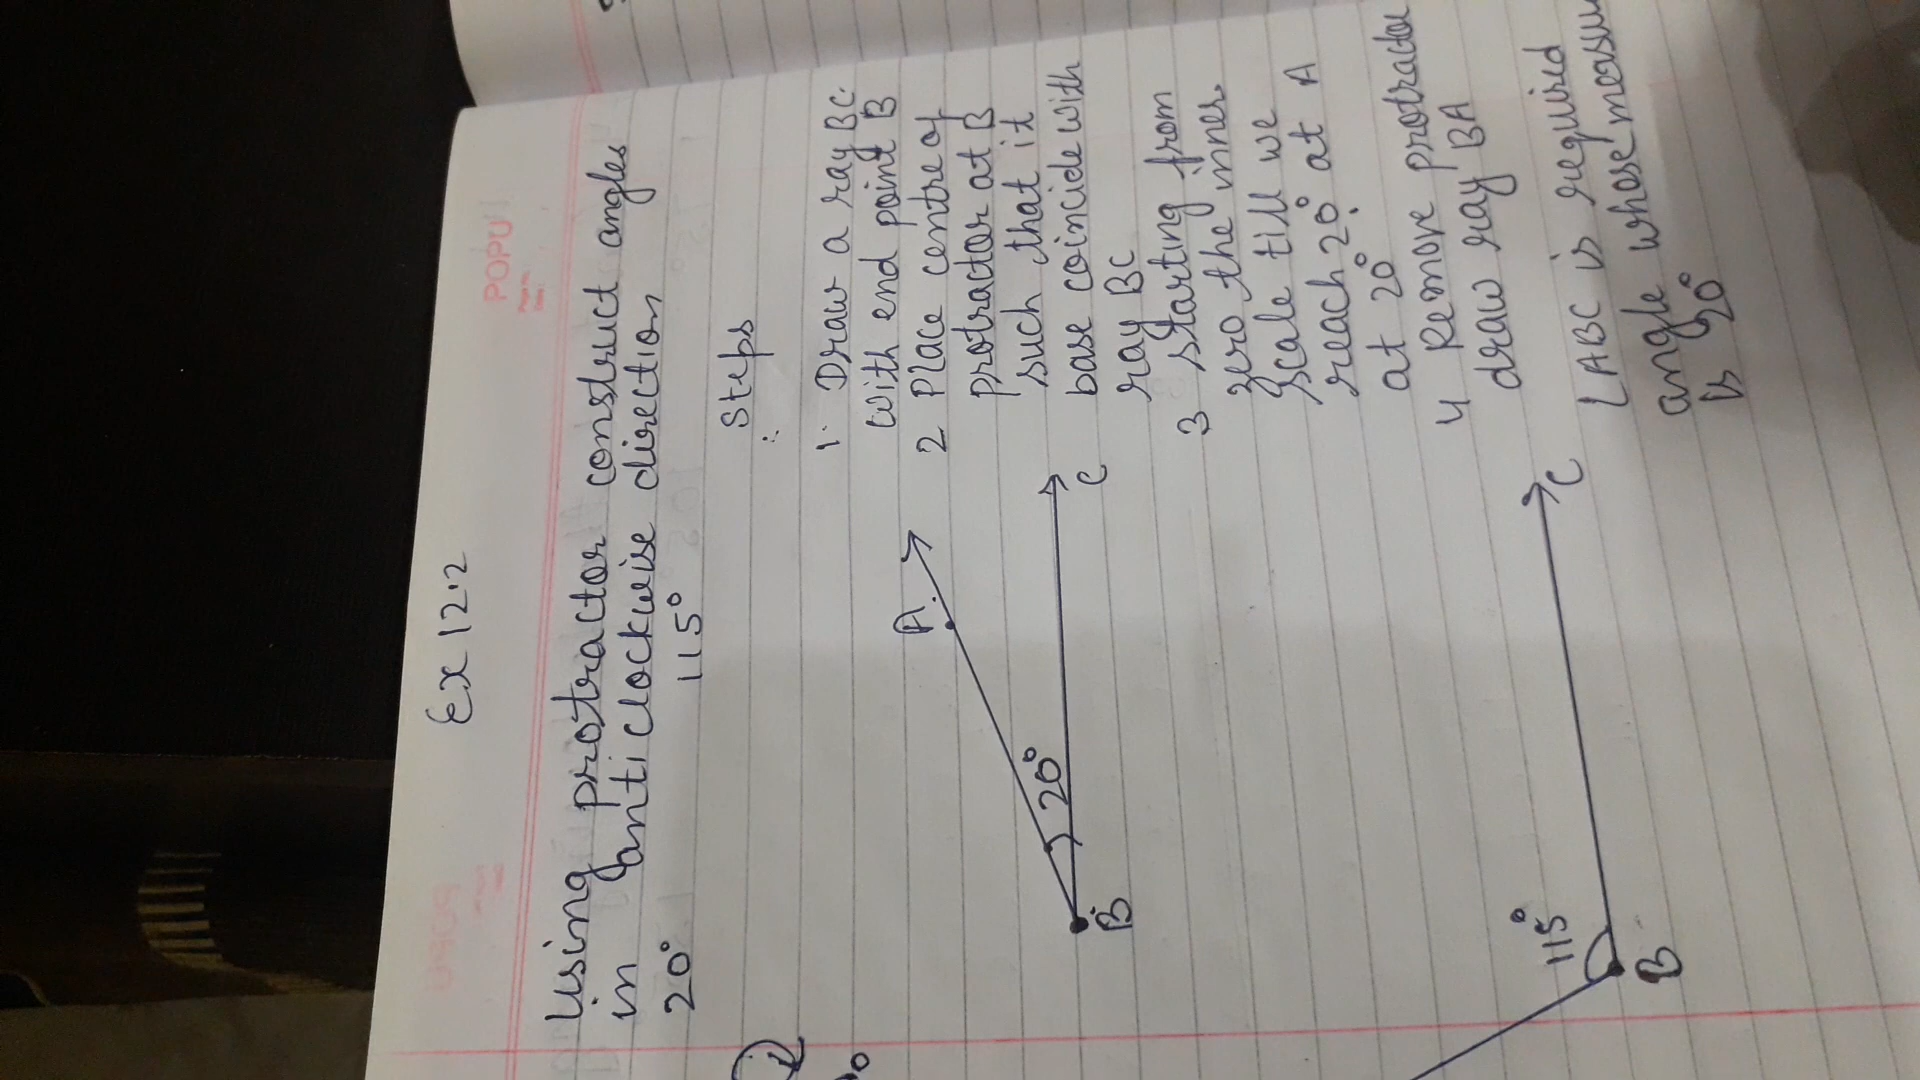 POPU
Ex 12.2
Using protractor construct angles
in anticlockwise direction
20° 115°
Steps
:
1. Draw a ray BC.
with end point B
2 Place centre of
protractor at B
such that it
base coincide with
ray BC
3 starting from
zero the inner
scale till we
reach 20° at A
at 20°
4 Remove protractor
draw ray BA
A
20°
B
C
LABC is required
angle whose measure
is 20°
115°
B
C